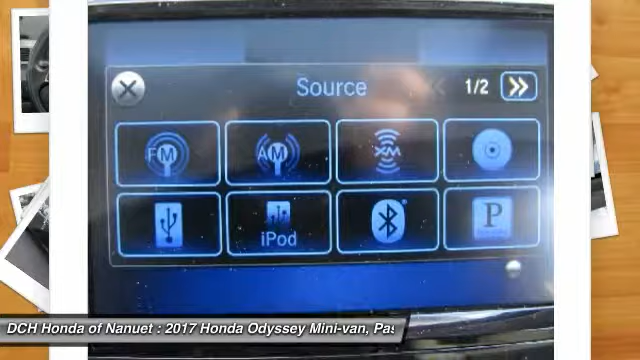 Source
1/2
FM
AM
XM
iPod
P
DCH Honda of Nanuet : 2017 Honda Odyssey Mini-van, Pas